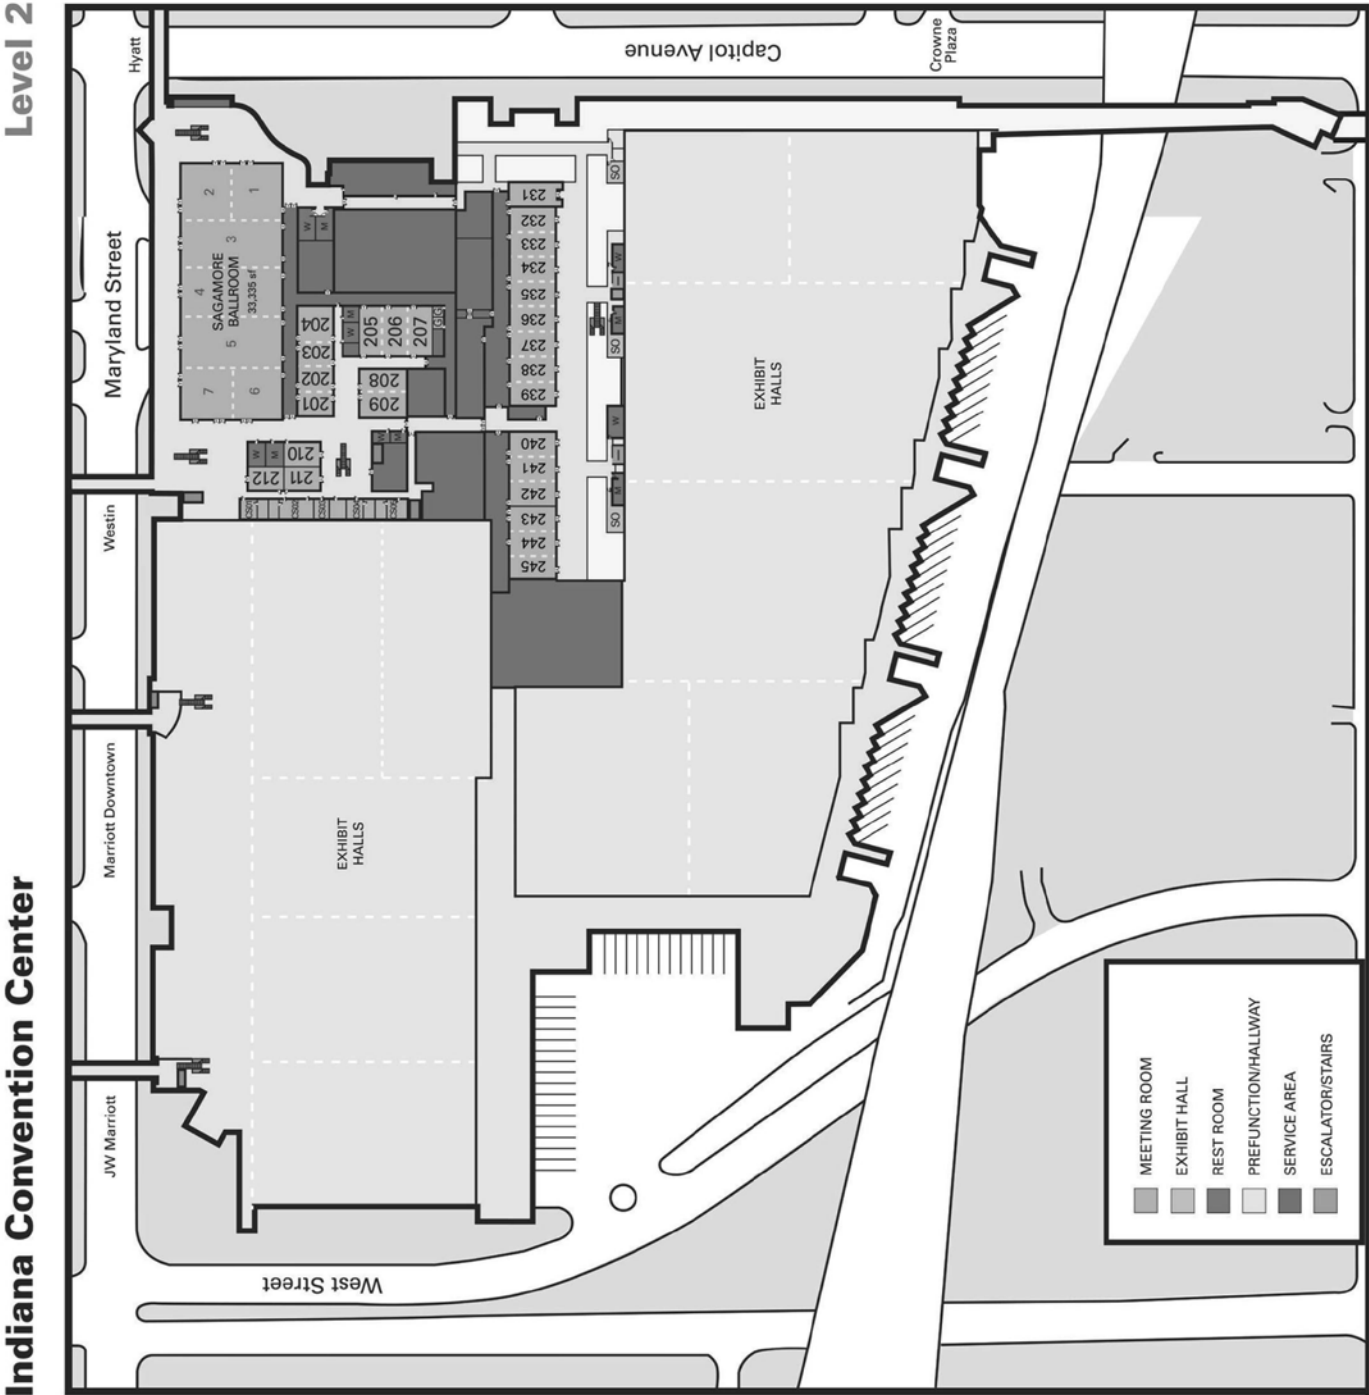 Indiana Convention Center
Level 2
Maryland Street
Hyatt
Westin
Marriott Downtown
JW Marriott
Capitol Avenue
Crowne
Plaza
West Street
SAGAMORE
BALLROOM
33,335 sf
1
2
3
4
5
6
7
201
202
203
204
205
206
207
208
209
210
211
212
W
M
W
M
W
M
W
M
231
232
233
234
235
236
237
238
239
240
241
242
243
244
245
SO
W
M
SO
W
M
SO
EXHIBIT
HALLS
EXHIBIT
HALLS
MEETING ROOM
EXHIBIT HALL
REST ROOM
PREFUNCTION/HALLWAY
SERVICE AREA
ESCALATOR/STAIRS